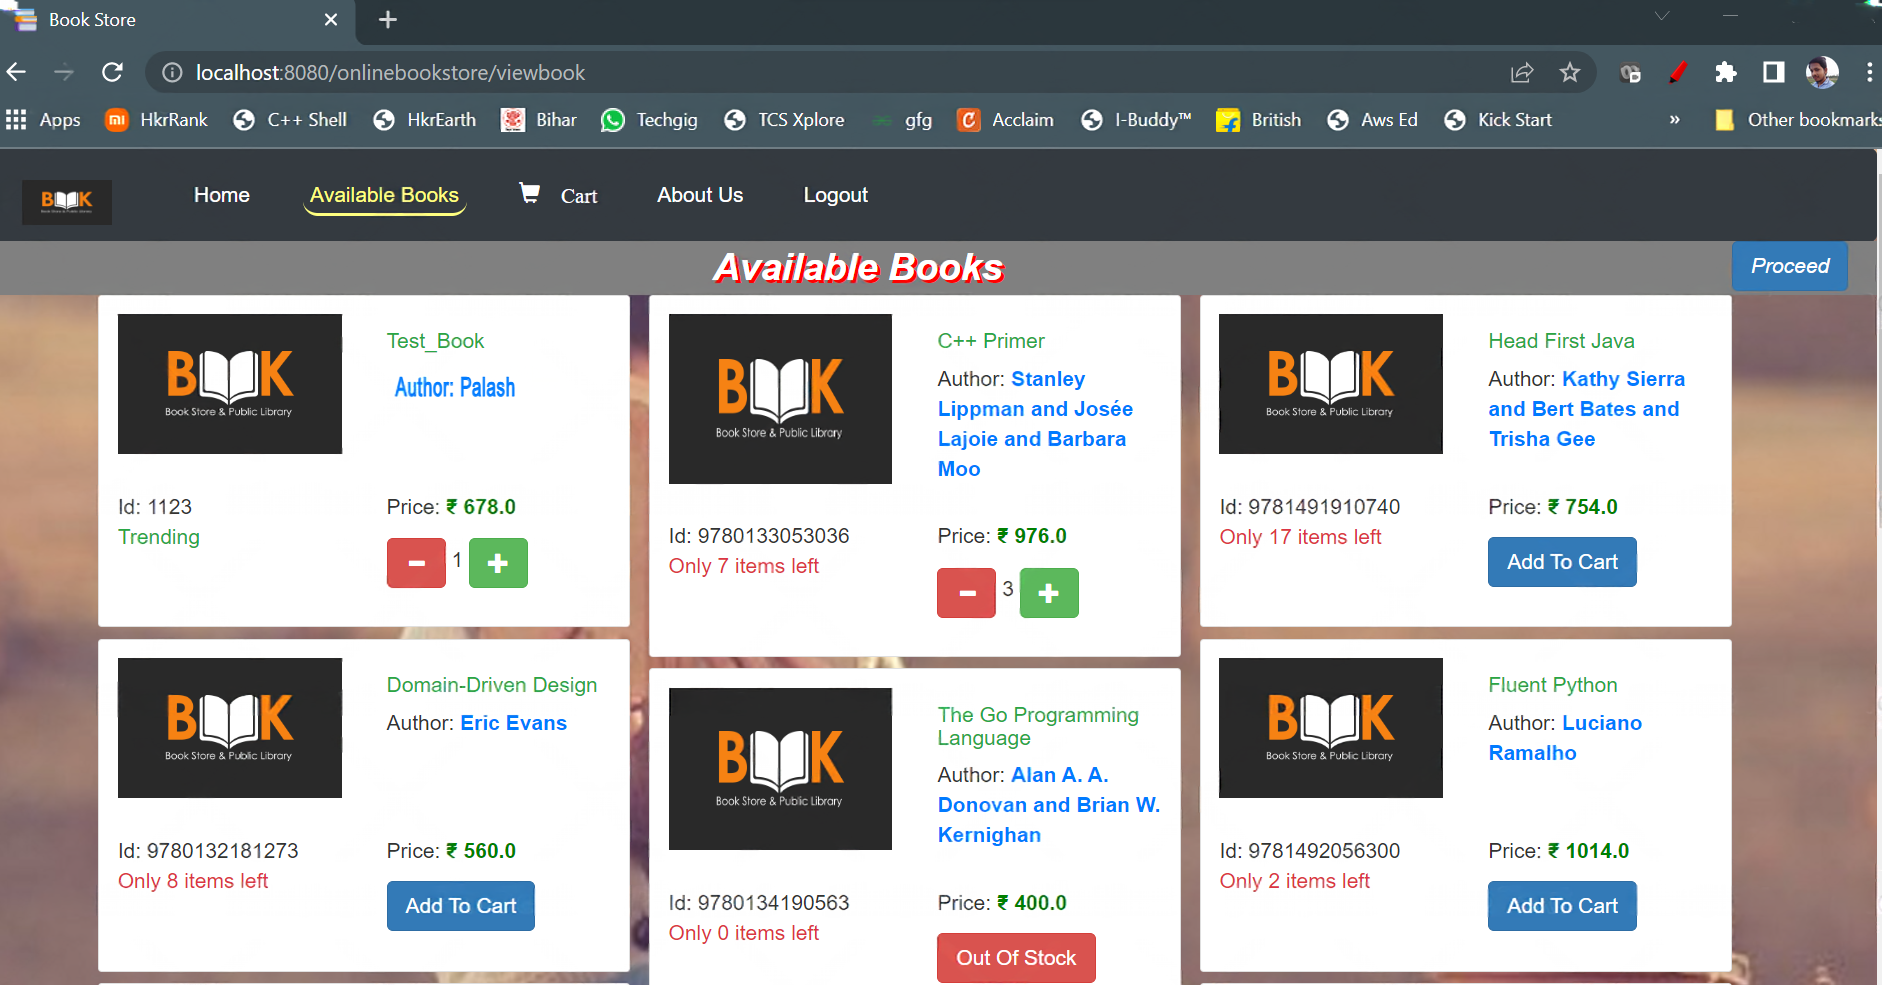 Book Store
localhost:8080/onlinebookstore/viewbook
Apps HkrRank C++ Shell HkrEarth Bihar Techgig TCS Xplore gfg Acclaim I-Buddy™ British Aws Ed Kick Start » Other bookmarks
BOOK Home Available Books Cart About Us Logout
Available Books
Proceed
BOOK
Book Store & Public Library
Test_Book
Author: Palash
Id: 1123
Trending
Price: ₹ 678.0
1
BOOK
Book Store & Public Library
C++ Primer
Author: Stanley
Lippman and Josée
Lajoie and Barbara
Moo
Id: 9780133053036
Only 7 items left
Price: ₹ 976.0
3
BOOK
Book Store & Public Library
Head First Java
Author: Kathy Sierra
and Bert Bates and
Trisha Gee
Id: 9781491910740
Only 17 items left
Price: ₹ 754.0
Add To Cart
BOOK
Book Store & Public Library
Domain-Driven Design
Author: Eric Evans
Id: 9780132181273
Only 8 items left
Price: ₹ 560.0
Add To Cart
BOOK
Book Store & Public Library
The Go Programming
Language
Author: Alan A. A.
Donovan and Brian W.
Kernighan
Id: 9780134190563
Only 0 items left
Price: ₹ 400.0
Out Of Stock
BOOK
Book Store & Public Library
Fluent Python
Author: Luciano
Ramalho
Id: 9781492056300
Only 2 items left
Price: ₹ 1014.0
Add To Cart